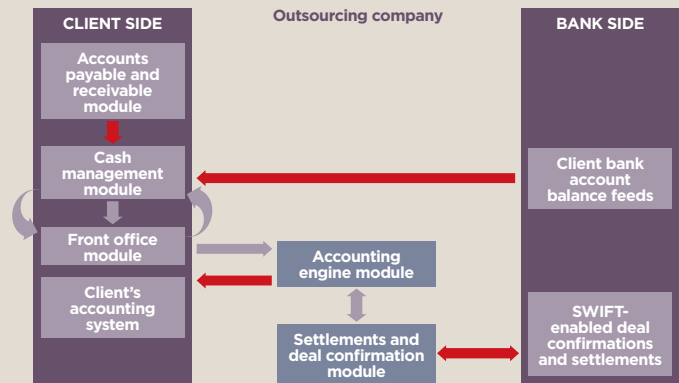 CLIENT SIDE
Outsourcing company
BANK SIDE
Accounts
payable and
receivable
module
Cash
management
module
Client bank
account
balance feeds
Front office
module
Accounting
engine module
Client's
accounting
system
Settlements and
deal confirmation
module
SWIFT-
enabled deal
confirmations
and settlements